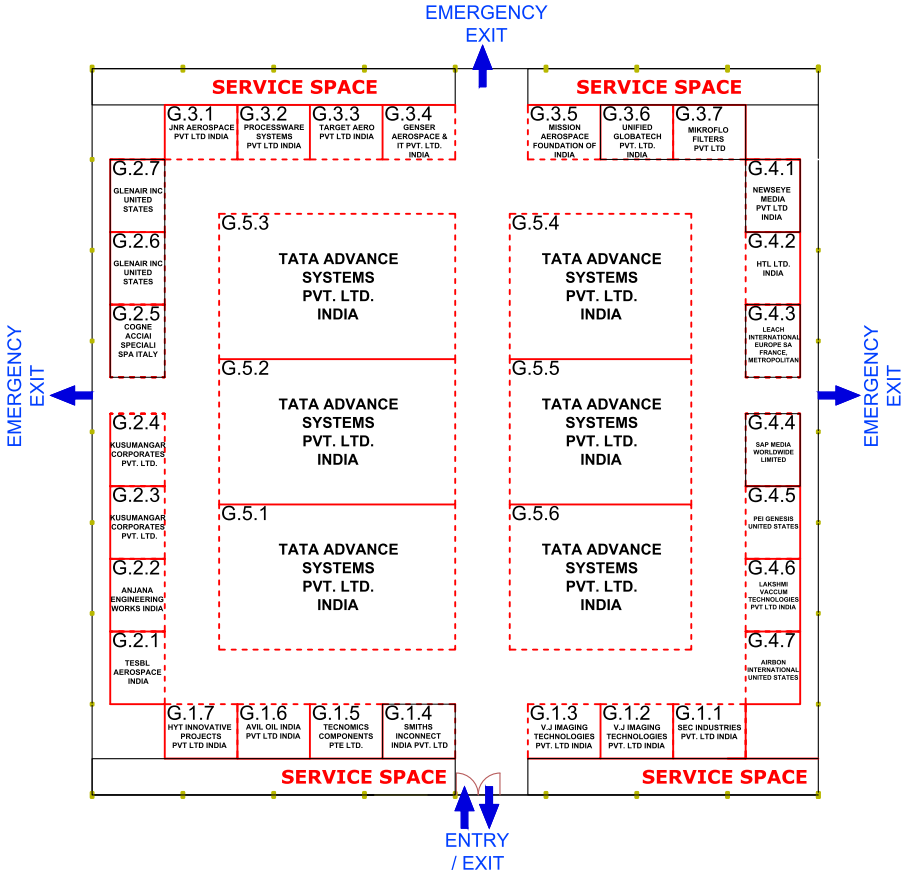 EMERGENCY
EXIT
SERVICE SPACE
SERVICE SPACE
G.3.1
JNR AEROSPACE
PVT LTD INDIA
G.3.2
PROCESSWARE
SYSTEMS
PVT LTD INDIA
G.3.3
TARGET AERO
PVT LTD INDIA
G.3.4
GENSER
AEROSPACE &
IT PVT. LTD.
INDIA
G.3.5
MISSION
AEROSPACE
FOUNDATION OF
INDIA
G.3.6
UNIFIED
GLOBATECH
PVT. LTD.
INDIA
G.3.7
MIKROFLO
FILTERS
PVT LTD
G.2.7
GLENAIR INC
UNITED
STATES
G.2.6
GLENAIR INC
UNITED
STATES
G.2.5
COGNE
ACCIAI
SPECIALI
SPA ITALY
EMERGENCY
EXIT
G.2.4
KUSUMANGAR
CORPORATES
PVT. LTD.
G.2.3
KUSUMANGAR
CORPORATES
PVT. LTD.
G.2.2
ANJANA
ENGINEERING
WORKS INDIA
G.2.1
TESBL
AEROSPACE
INDIA
G.5.3
TATA ADVANCE
SYSTEMS
PVT. LTD.
INDIA
G.5.4
TATA ADVANCE
SYSTEMS
PVT. LTD.
INDIA
G.5.2
TATA ADVANCE
SYSTEMS
PVT. LTD.
INDIA
G.5.5
TATA ADVANCE
SYSTEMS
PVT. LTD.
INDIA
G.5.1
TATA ADVANCE
SYSTEMS
PVT. LTD.
INDIA
G.5.6
TATA ADVANCE
SYSTEMS
PVT. LTD.
INDIA
G.4.1
NEWSEYE
MEDIA
PVT LTD
INDIA
G.4.2
HTL LTD.
INDIA
G.4.3
LEACH
INTERNATIONAL
EUROPE SA
FRANCE,
METROPOLITAN
EMERGENCY
EXIT
G.4.4
SAP MEDIA
WORLDWIDE
LIMITED
G.4.5
PEI GENESIS
UNITED STATES
G.4.6
LAKSHMI
VACCUM
TECHNOLOGIES
PVT LTD INDIA
G.4.7
AIRBON
INTERNATIONAL
UNITED STATES
G.1.7
HYT INNOVATIVE
PROJECTS
PVT LTD INDIA
G.1.6
AVIL OIL INDIA
PVT LTD INDIA
G.1.5
TECNOMICS
COMPONENTS
PTE LTD.
G.1.4
SMITHS
INCONNECT
INDIA PVT. LTD
G.1.3
V.J IMAGING
TECHNOLOGIES
PVT. LTD INDIA
G.1.2
V.J IMAGING
TECHNOLOGIES
PVT. LTD INDIA
G.1.1
SEC INDUSTRIES
PVT. LTD INDIA
SERVICE SPACE
SERVICE SPACE
ENTRY
/ EXIT